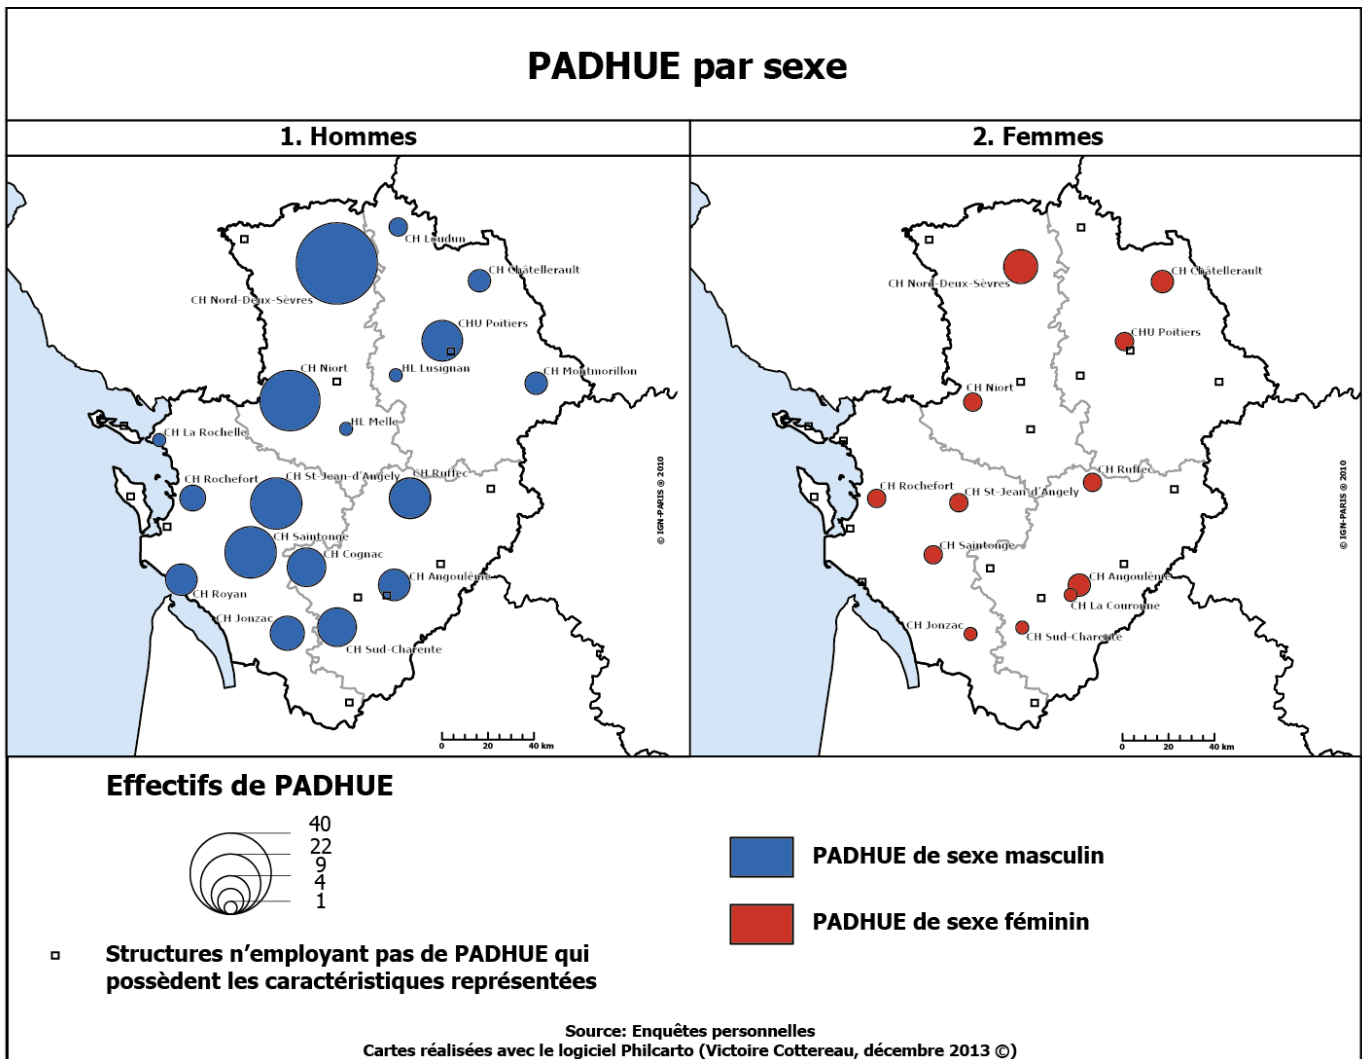 PADHUE par sexe
1. Hommes
2. Femmes
CH Loudun
CH Châtellerault
CH Nord-Deux-Sèvres
CHU Poitiers
CH Niort
HL Lusignan
CH Montmorillon
HL Melle
CH La Rochelle
CH Rochefort
CH St-Jean-d'Angely
CH Ruffec
CH Saintonge
CH Cognac
CH Angoulême
CH Royan
CH Jonzac
CH Sud-Charente
© IGN-PARIS ® 2010
0 20 40 km
CH Châtellerault
CH Nord-Deux-Sèvres
CHU Poitiers
CH Niort
CH Ruffec
CH Rochefort
CH St-Jean-d'Angely
CH Saintonge
CH Angoulême
CH La Couronne
CH Jonzac
CH Sud-Charente
© IGN-PARIS ® 2010
0 20 40 km
Effectifs de PADHUE
40
22
9
4
1
PADHUE de sexe masculin
PADHUE de sexe féminin
Structures n'employant pas de PADHUE qui
possèdent les caractéristiques représentées
Source: Enquêtes personnelles
Cartes réalisées avec le logiciel Philcarto (Victoire Cottereau, décembre 2013 ©)